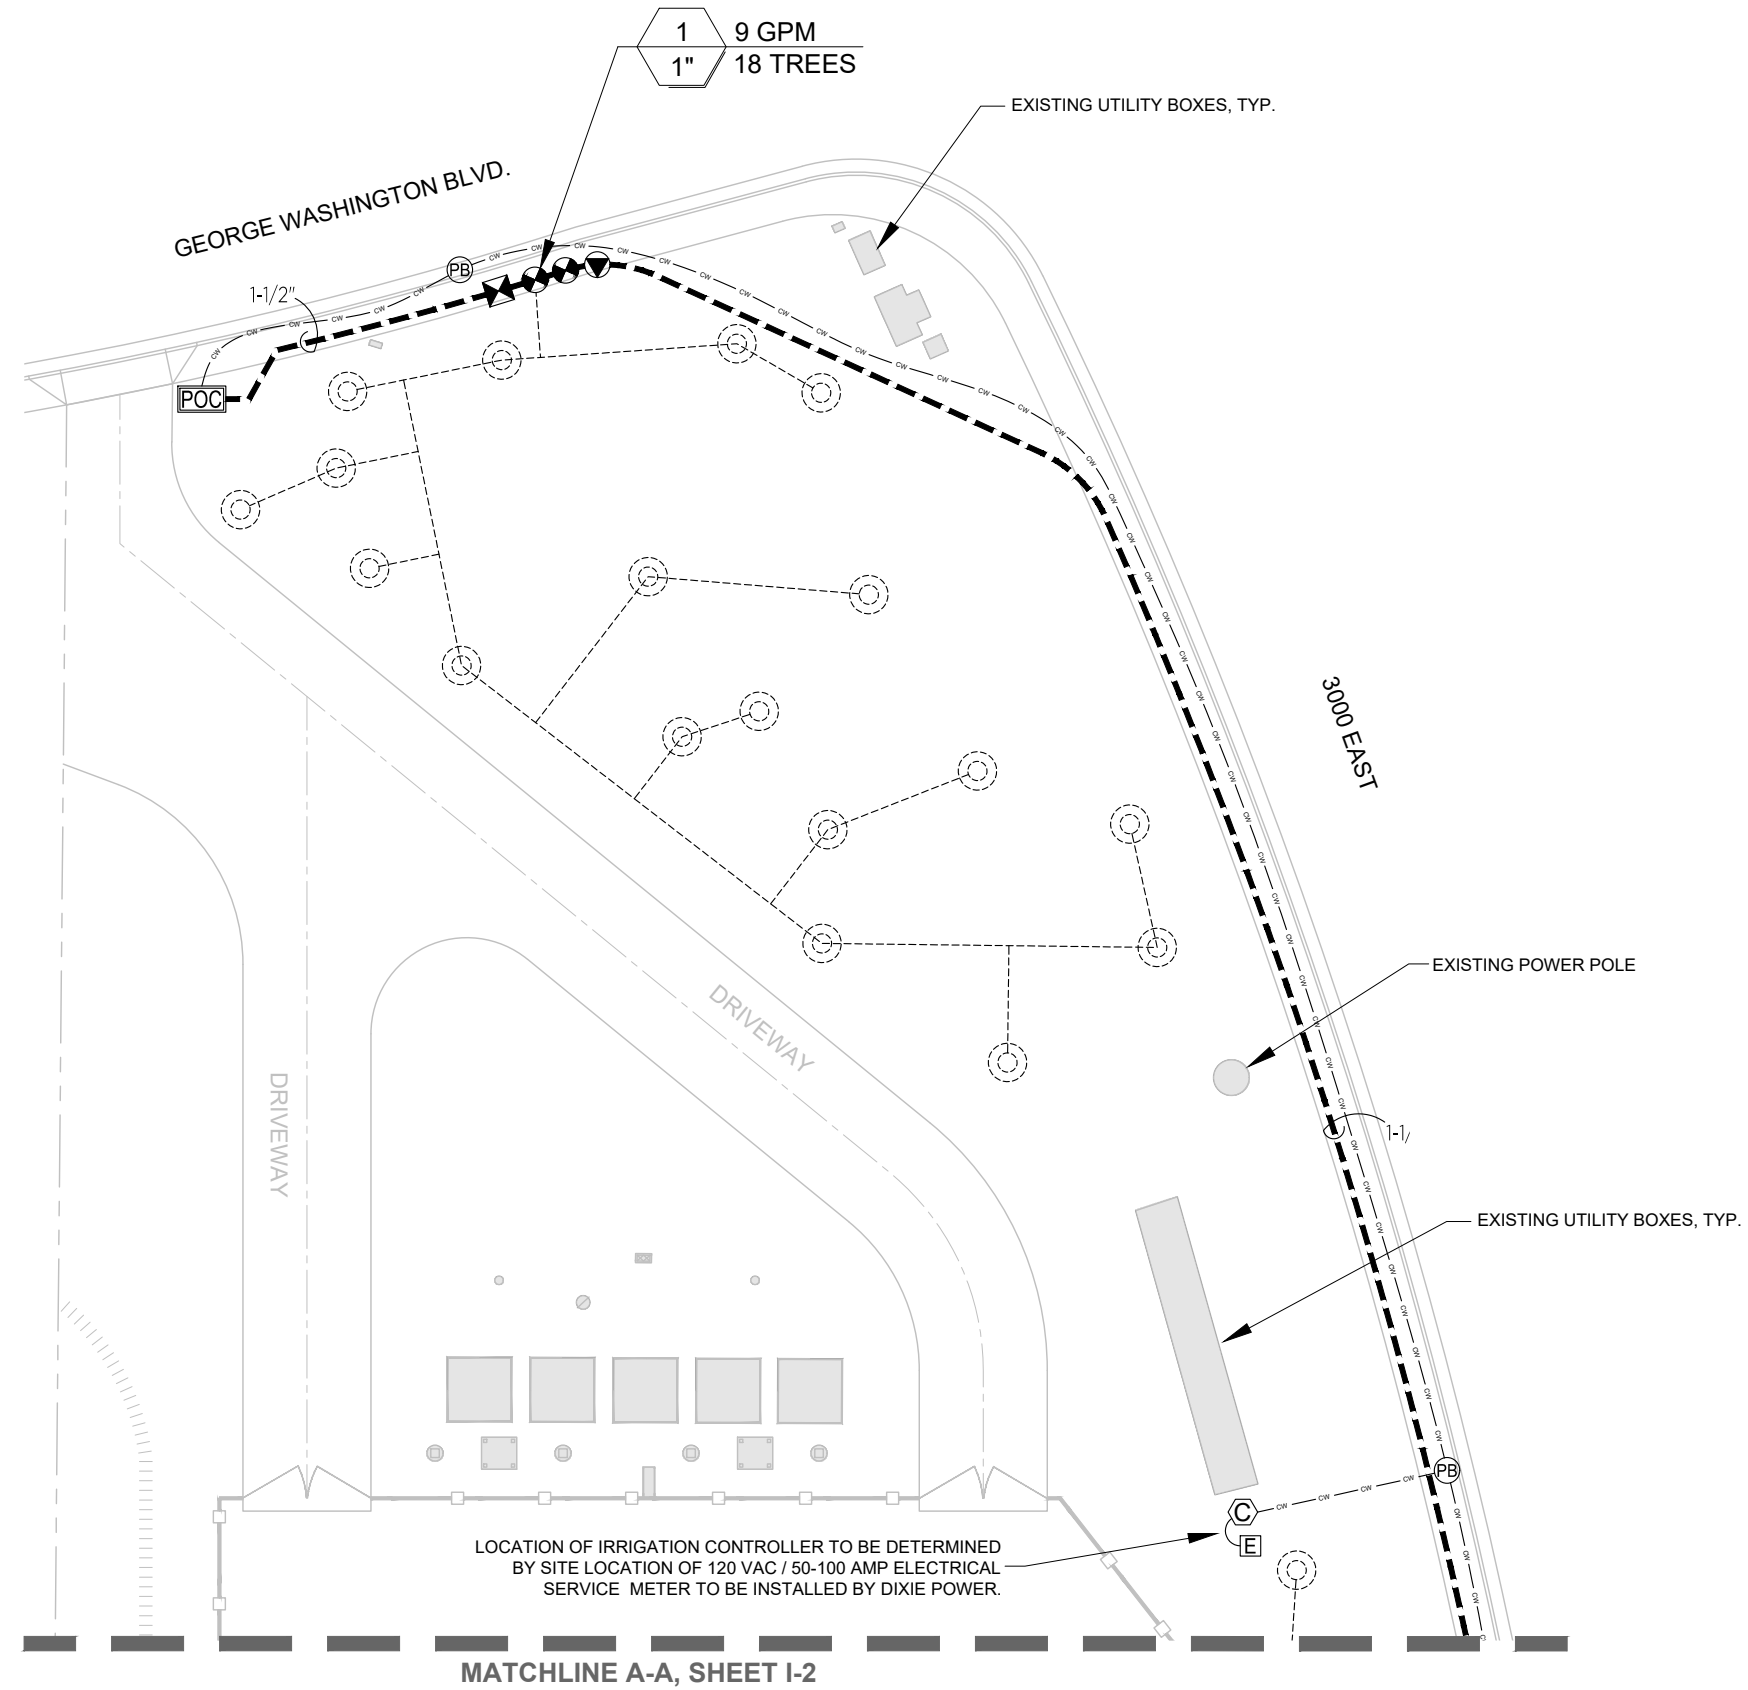 1
1"
9 GPM
18 TREES
EXISTING UTILITY BOXES, TYP.
GEORGE WASHINGTON BLVD.
PB
1-1/2"
POC
3000 EAST
EXISTING POWER POLE
DRIVEWAY
DRIVEWAY
1-1/
EXISTING UTILITY BOXES, TYP.
PB
C
E
LOCATION OF IRRIGATION CONTROLLER TO BE DETERMINED
BY SITE LOCATION OF 120 VAC / 50-100 AMP ELECTRICAL
SERVICE METER TO BE INSTALLED BY DIXIE POWER.
MATCHLINE A-A, SHEET I-2